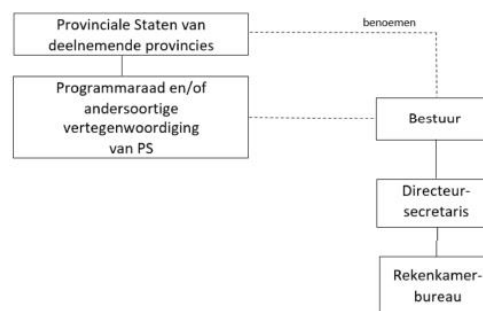 Provinciale Staten van
deelnemende provincies
benoemen
Programmaraad en/of
andersoortige
vertegenwoordiging
van PS
Bestuur
Directeur-
secretaris
Rekenkamer-
bureau